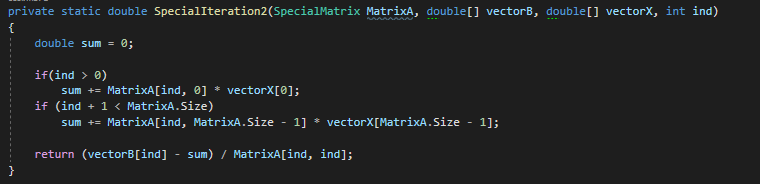 private static double SpecialIteration2(SpecialMatrix MatrixA, double[] vectorB, double[] vectorX, int ind)
{
    double sum = 0;

    if(ind > 0)
        sum += MatrixA[ind, 0] * vectorX[0];
    if (ind + 1 < MatrixA.Size)
        sum += MatrixA[ind, MatrixA.Size - 1] * vectorX[MatrixA.Size - 1];

    return (vectorB[ind] - sum) / MatrixA[ind, ind];
}